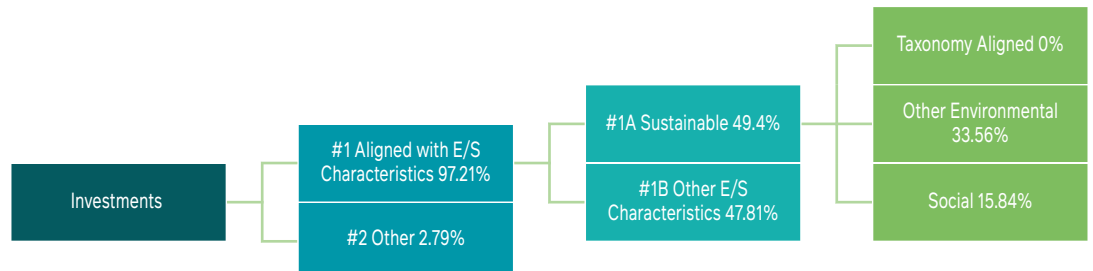 Investments
#1 Aligned with E/S
Characteristics 97.21%
#2 Other 2.79%
#1A Sustainable 49.4%
#1B Other E/S
Characteristics 47.81%
Taxonomy Aligned 0%
Other Environmental
33.56%
Social 15.84%